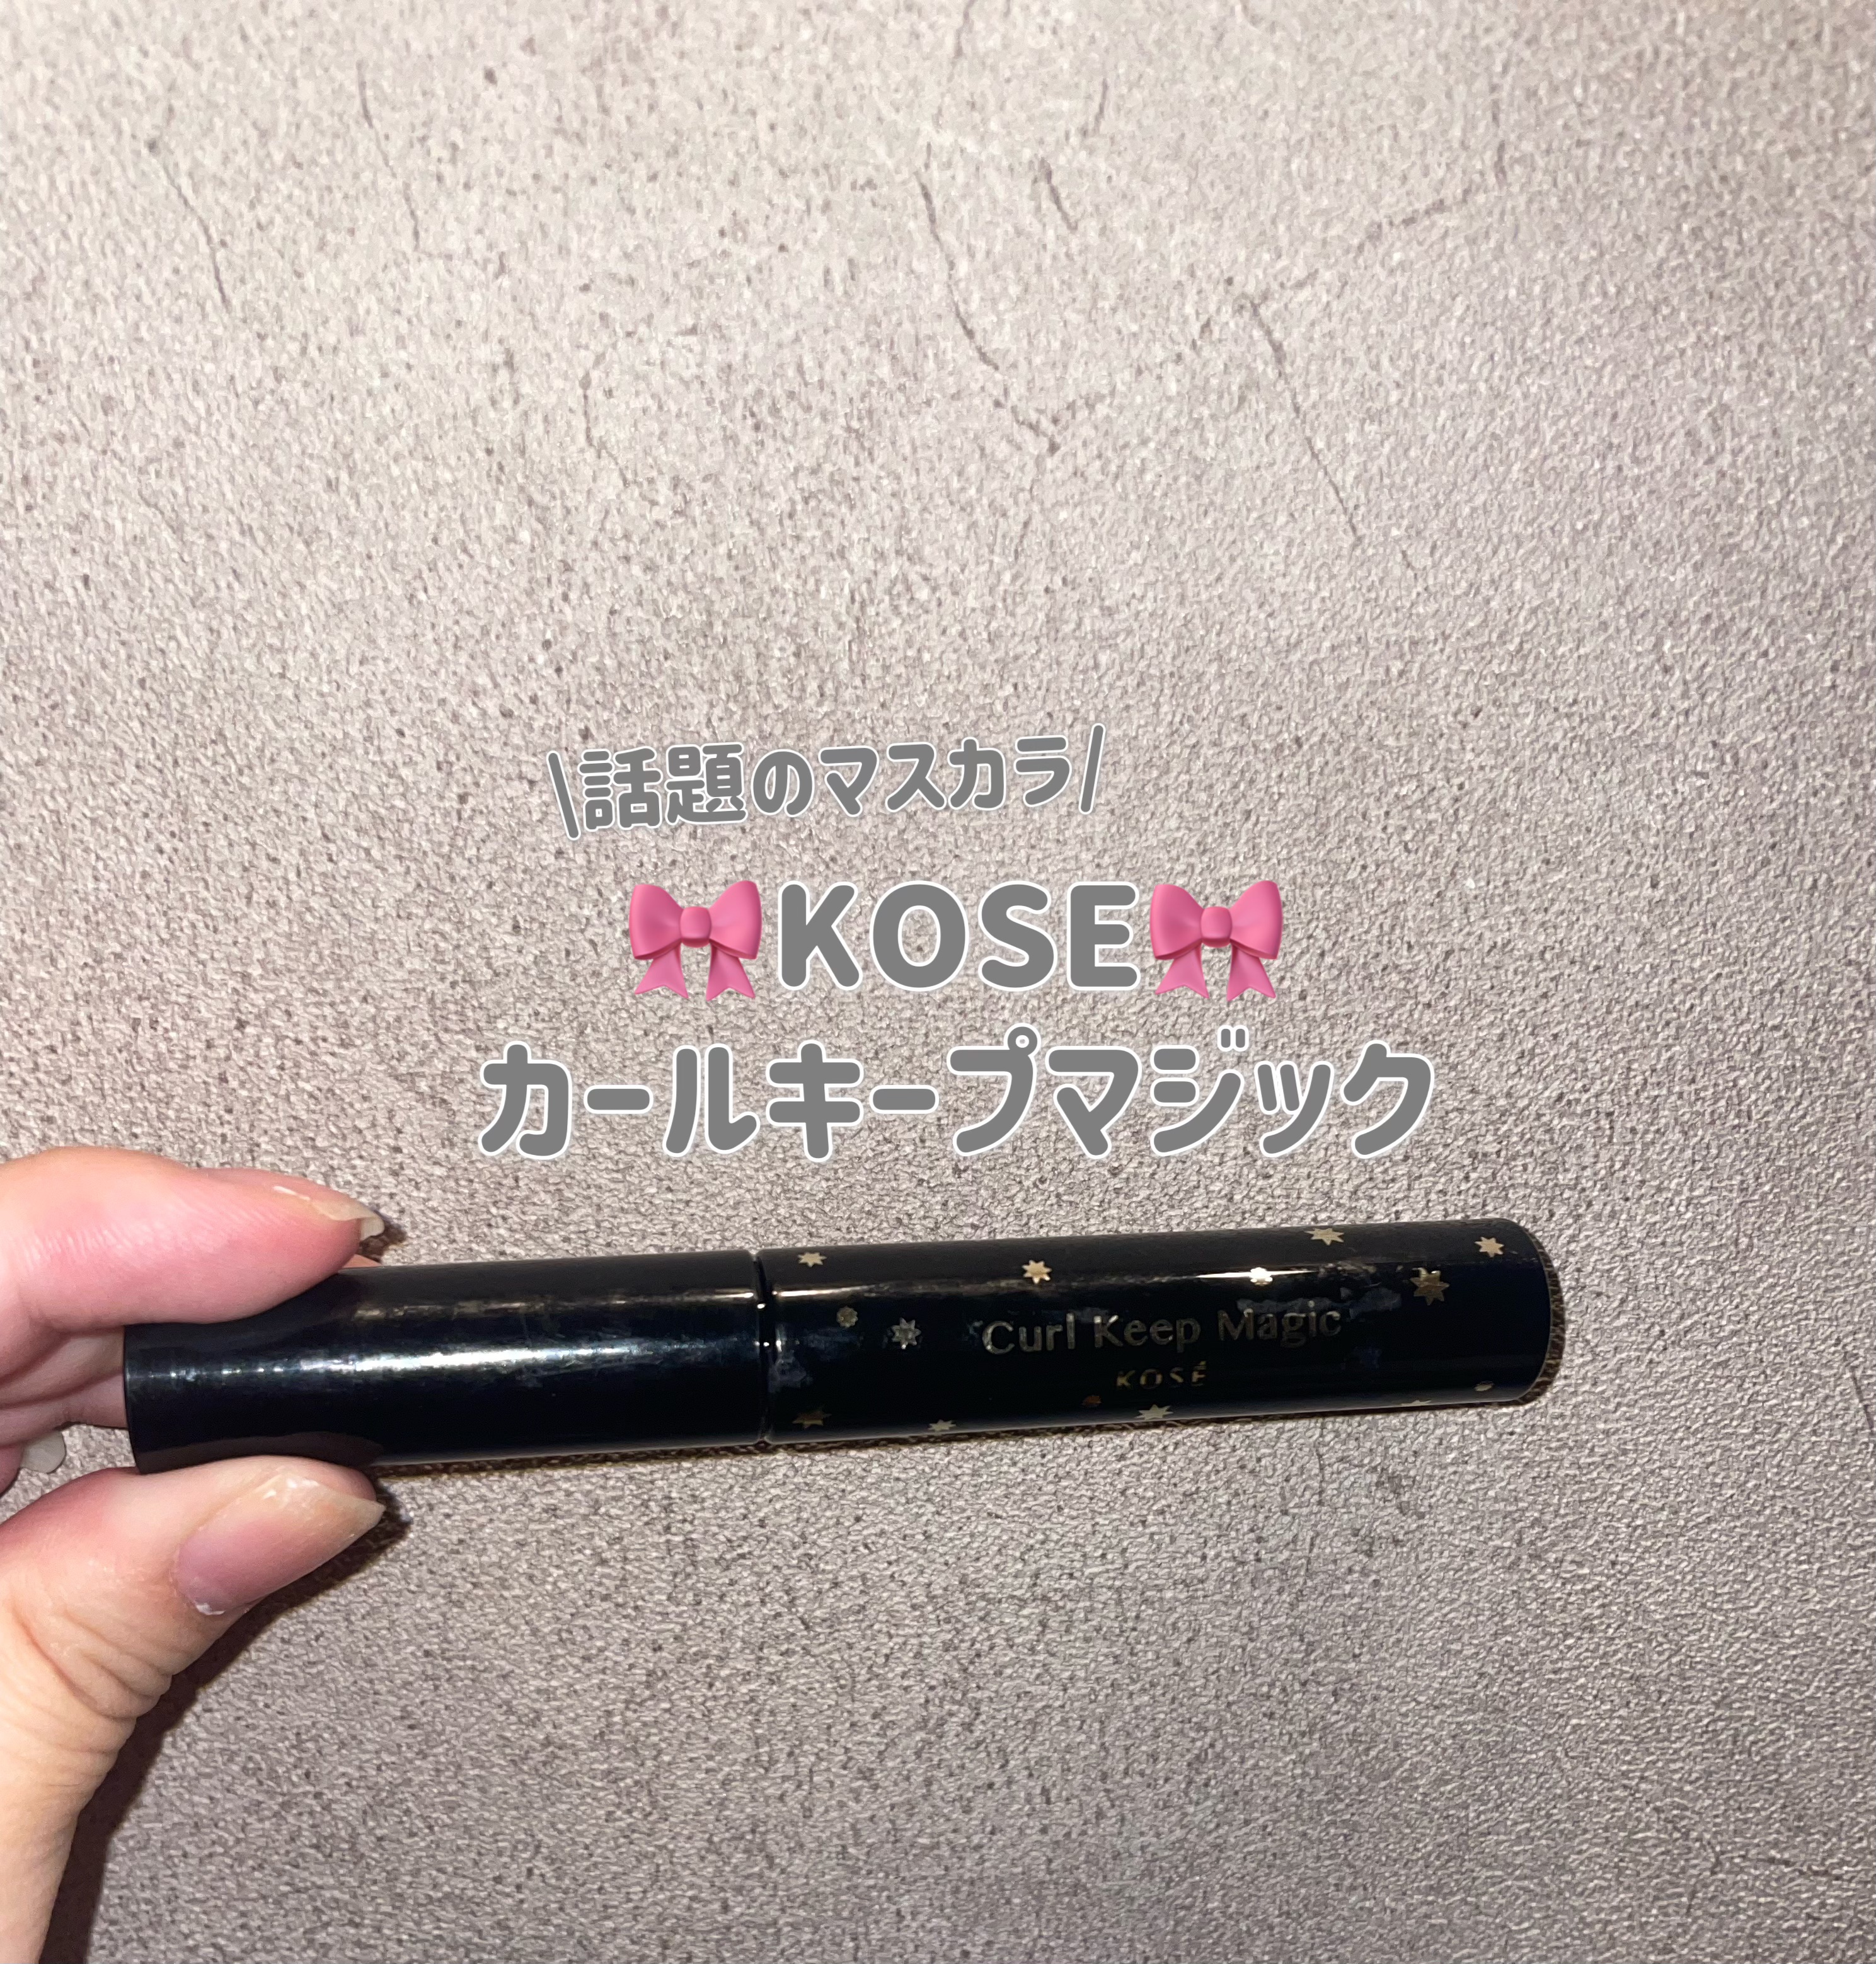 \話題のマスカラ/
🎀KOSE🎀
カールキープマジック
Curl Keep Magic
KOSÉ